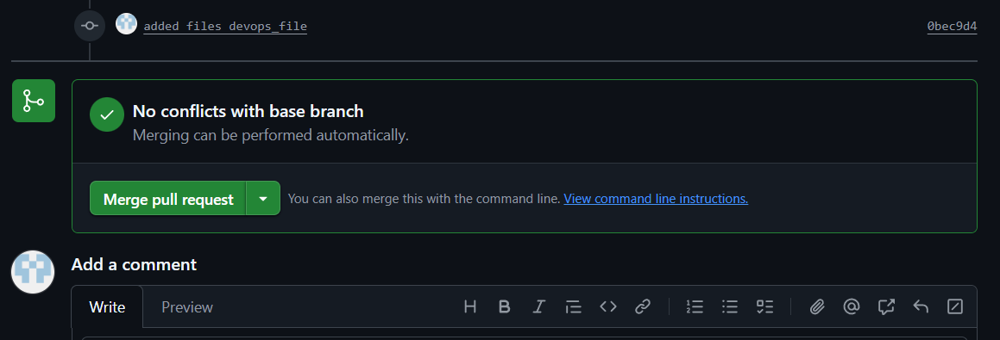 added files devops_file 0bec9d4
No conflicts with base branch
Merging can be performed automatically.
Merge pull request You can also merge this with the command line. View command line instructions.
Add a comment
Write Preview